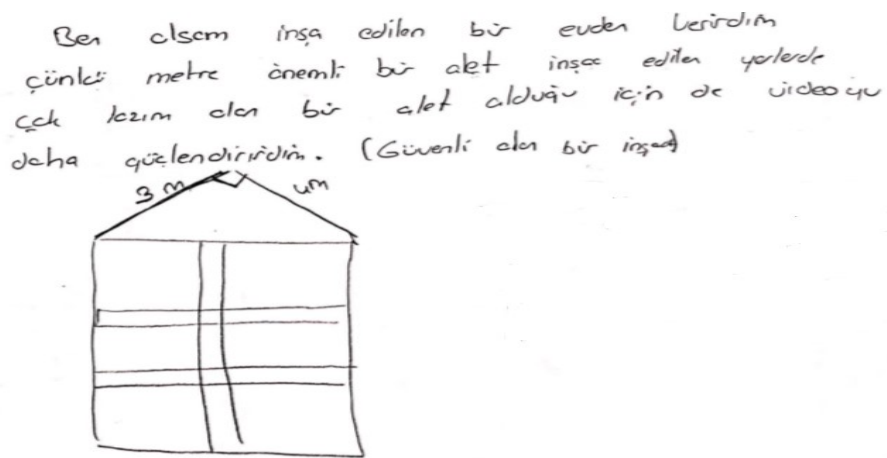 Ben olsam inşa edilen bir evden verirdim
çünkü metre önemli bir alet inşaa edilen yerlerde
çok lazım olan bir alet olduğu için de videoyu
daha güçlendirirdim. (Güvenli olan bir inşaat)
3 m 4m